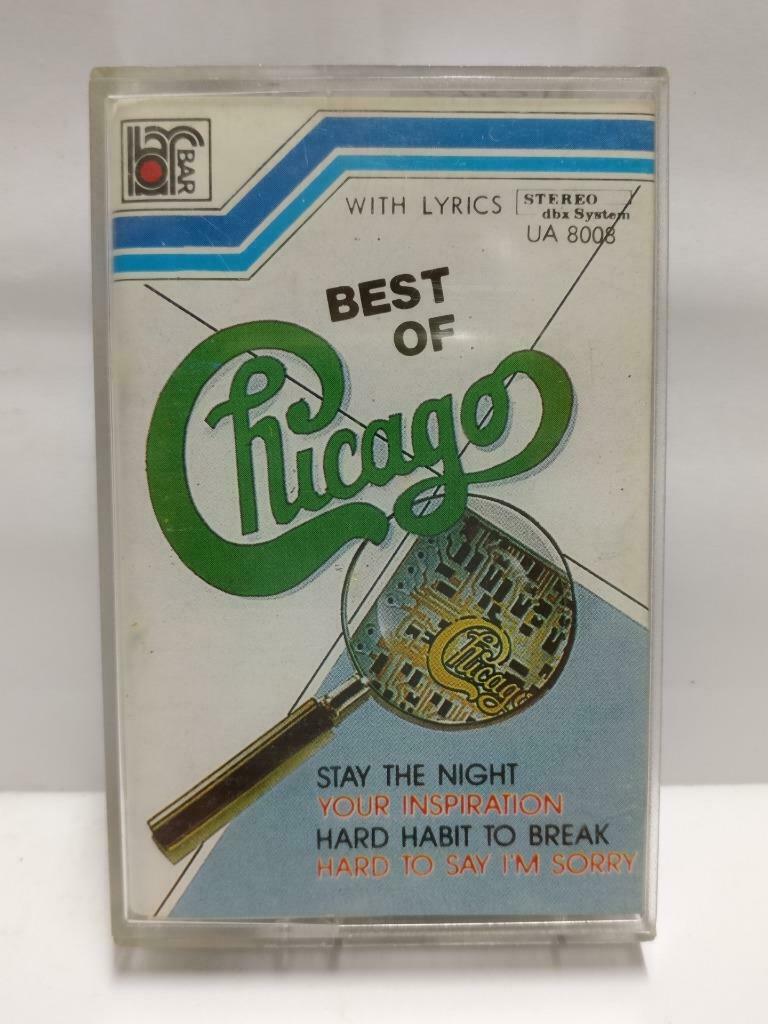 BAR
WITH LYRICS
STEREO
dbx System
UA 8008
BEST
OF
Chicago
Chicago
STAY THE NIGHT
YOUR INSPIRATION
HARD HABIT TO BREAK
HARD TO SAY I'M SORRY